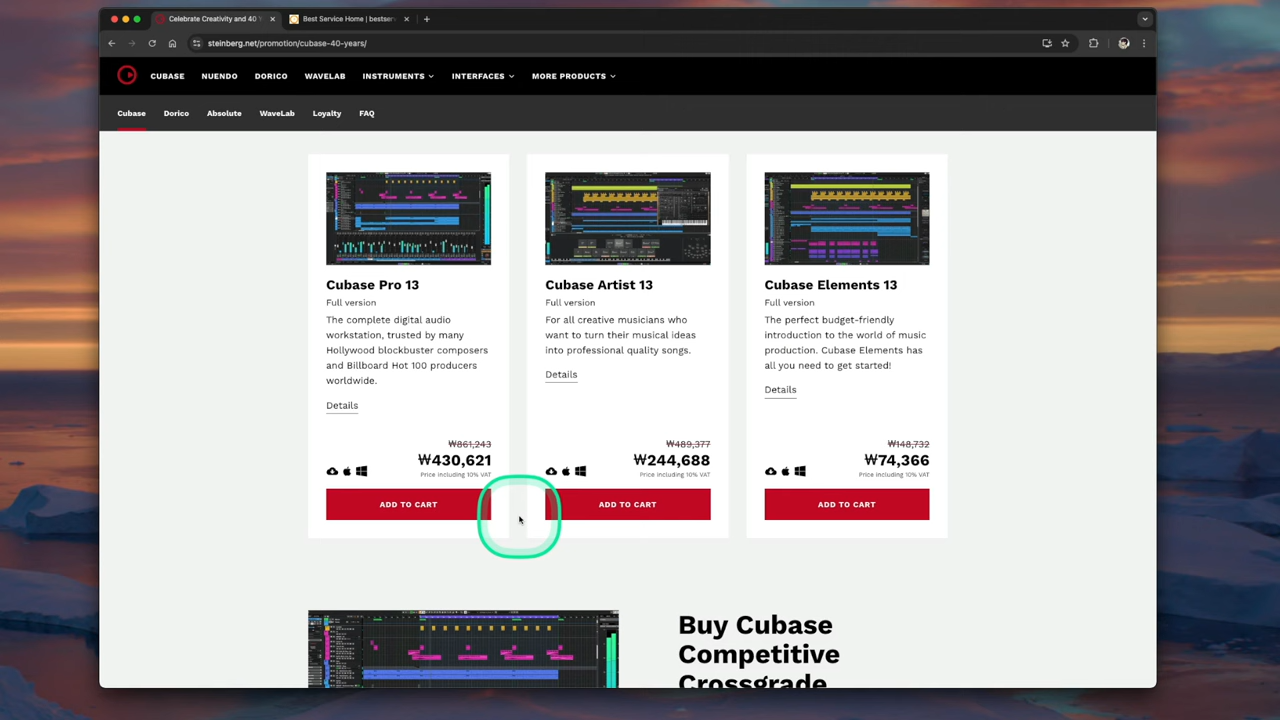 Celebrate Creativity and 40 Y
Best Service Home | bestserv
steinberg.net/promotion/cubase-40-years/
CUBASE NUENDO DORICO WAVELAB INSTRUMENTS INTERFACES MORE PRODUCTS
Cubase Dorico Absolute WaveLab Loyalty FAQ
Cubase Pro 13
Full version
The complete digital audio
workstation, trusted by many
Hollywood blockbuster composers
and Billboard Hot 100 producers
worldwide.
Details
₩861,243
₩430,621
Price including 10% VAT
ADD TO CART
Cubase Artist 13
Full version
For all creative musicians who
want to turn their musical ideas
into professional quality songs.
Details
₩489,377
₩244,688
Price including 10% VAT
ADD TO CART
Cubase Elements 13
Full version
The perfect budget-friendly
introduction to the world of music
production. Cubase Elements has
all you need to get started!
Details
₩148,732
₩74,366
Price including 10% VAT
ADD TO CART
Buy Cubase
Competitive
Crossgrade